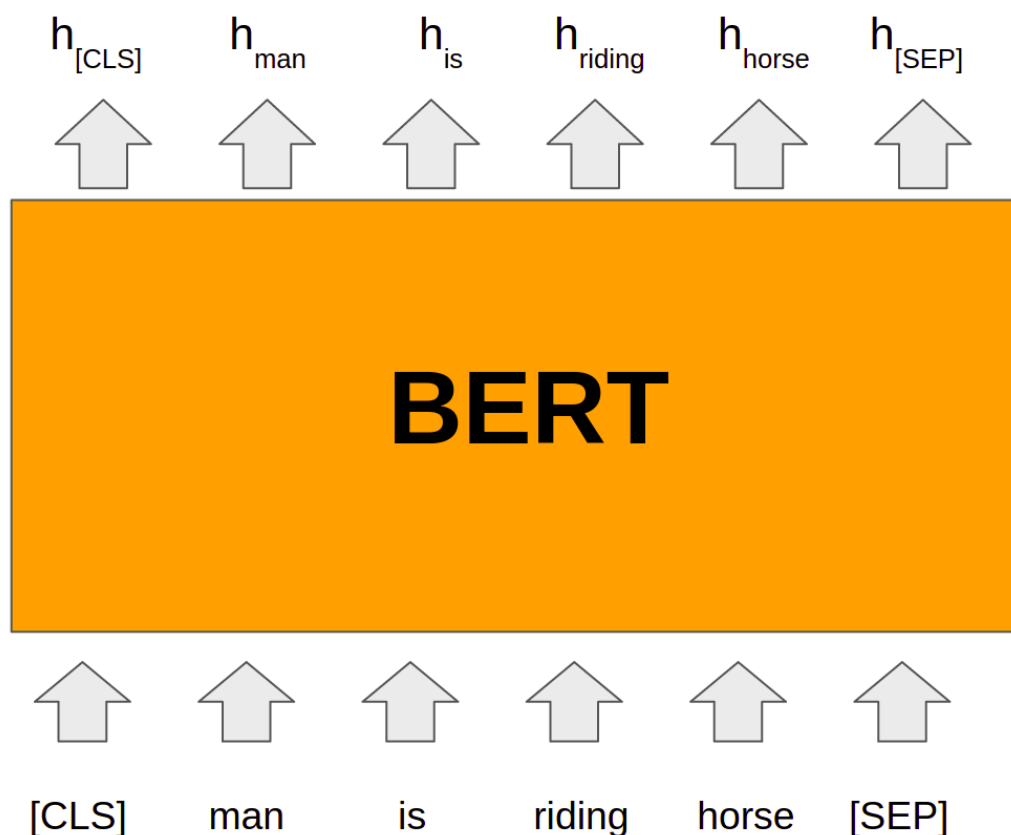 h[CLS] hman his hriding hhorse h[SEP]
BERT
[CLS] man is riding horse [SEP]